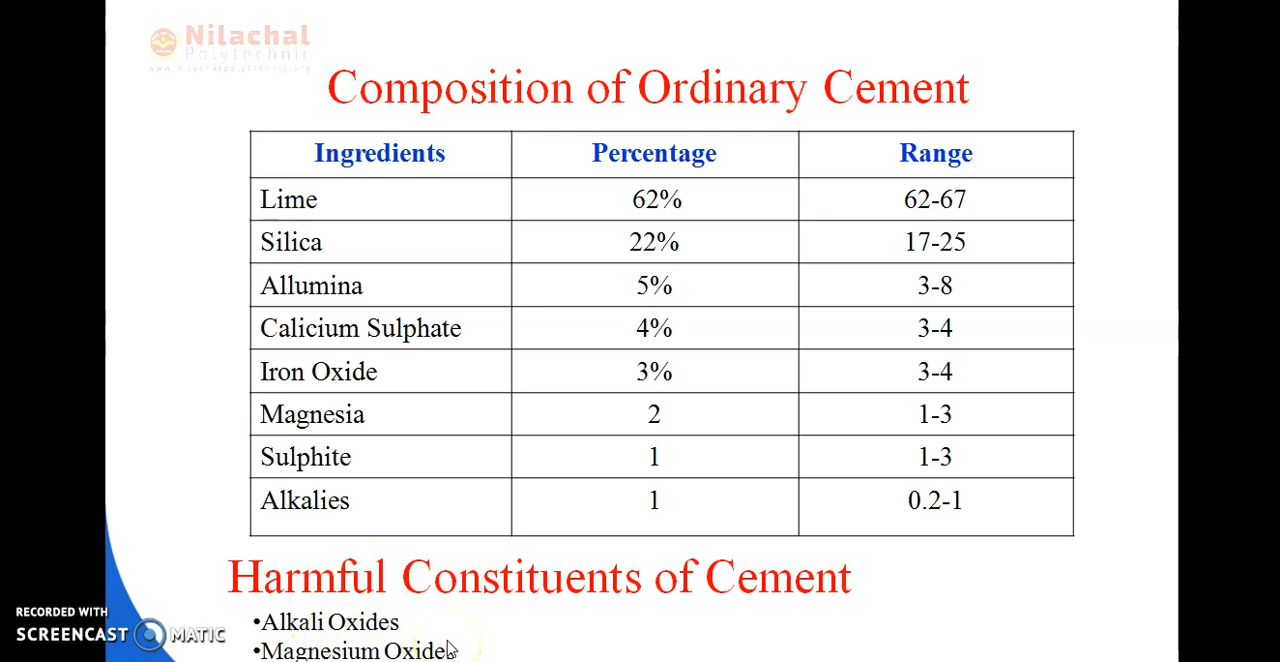 Nilachal
Polytechnic
Composition of Ordinary Cement
Ingredients Percentage Range
Lime 62% 62-67
Silica 22% 17-25
Allumina 5% 3-8
Calicium Sulphate 4% 3-4
Iron Oxide 3% 3-4
Magnesia 2 1-3
Sulphite 1 1-3
Alkalies 1 0.2-1
Harmful Constituents of Cement
•Alkali Oxides
•Magnesium Oxide
RECORDED WITH
SCREENCAST MATIC